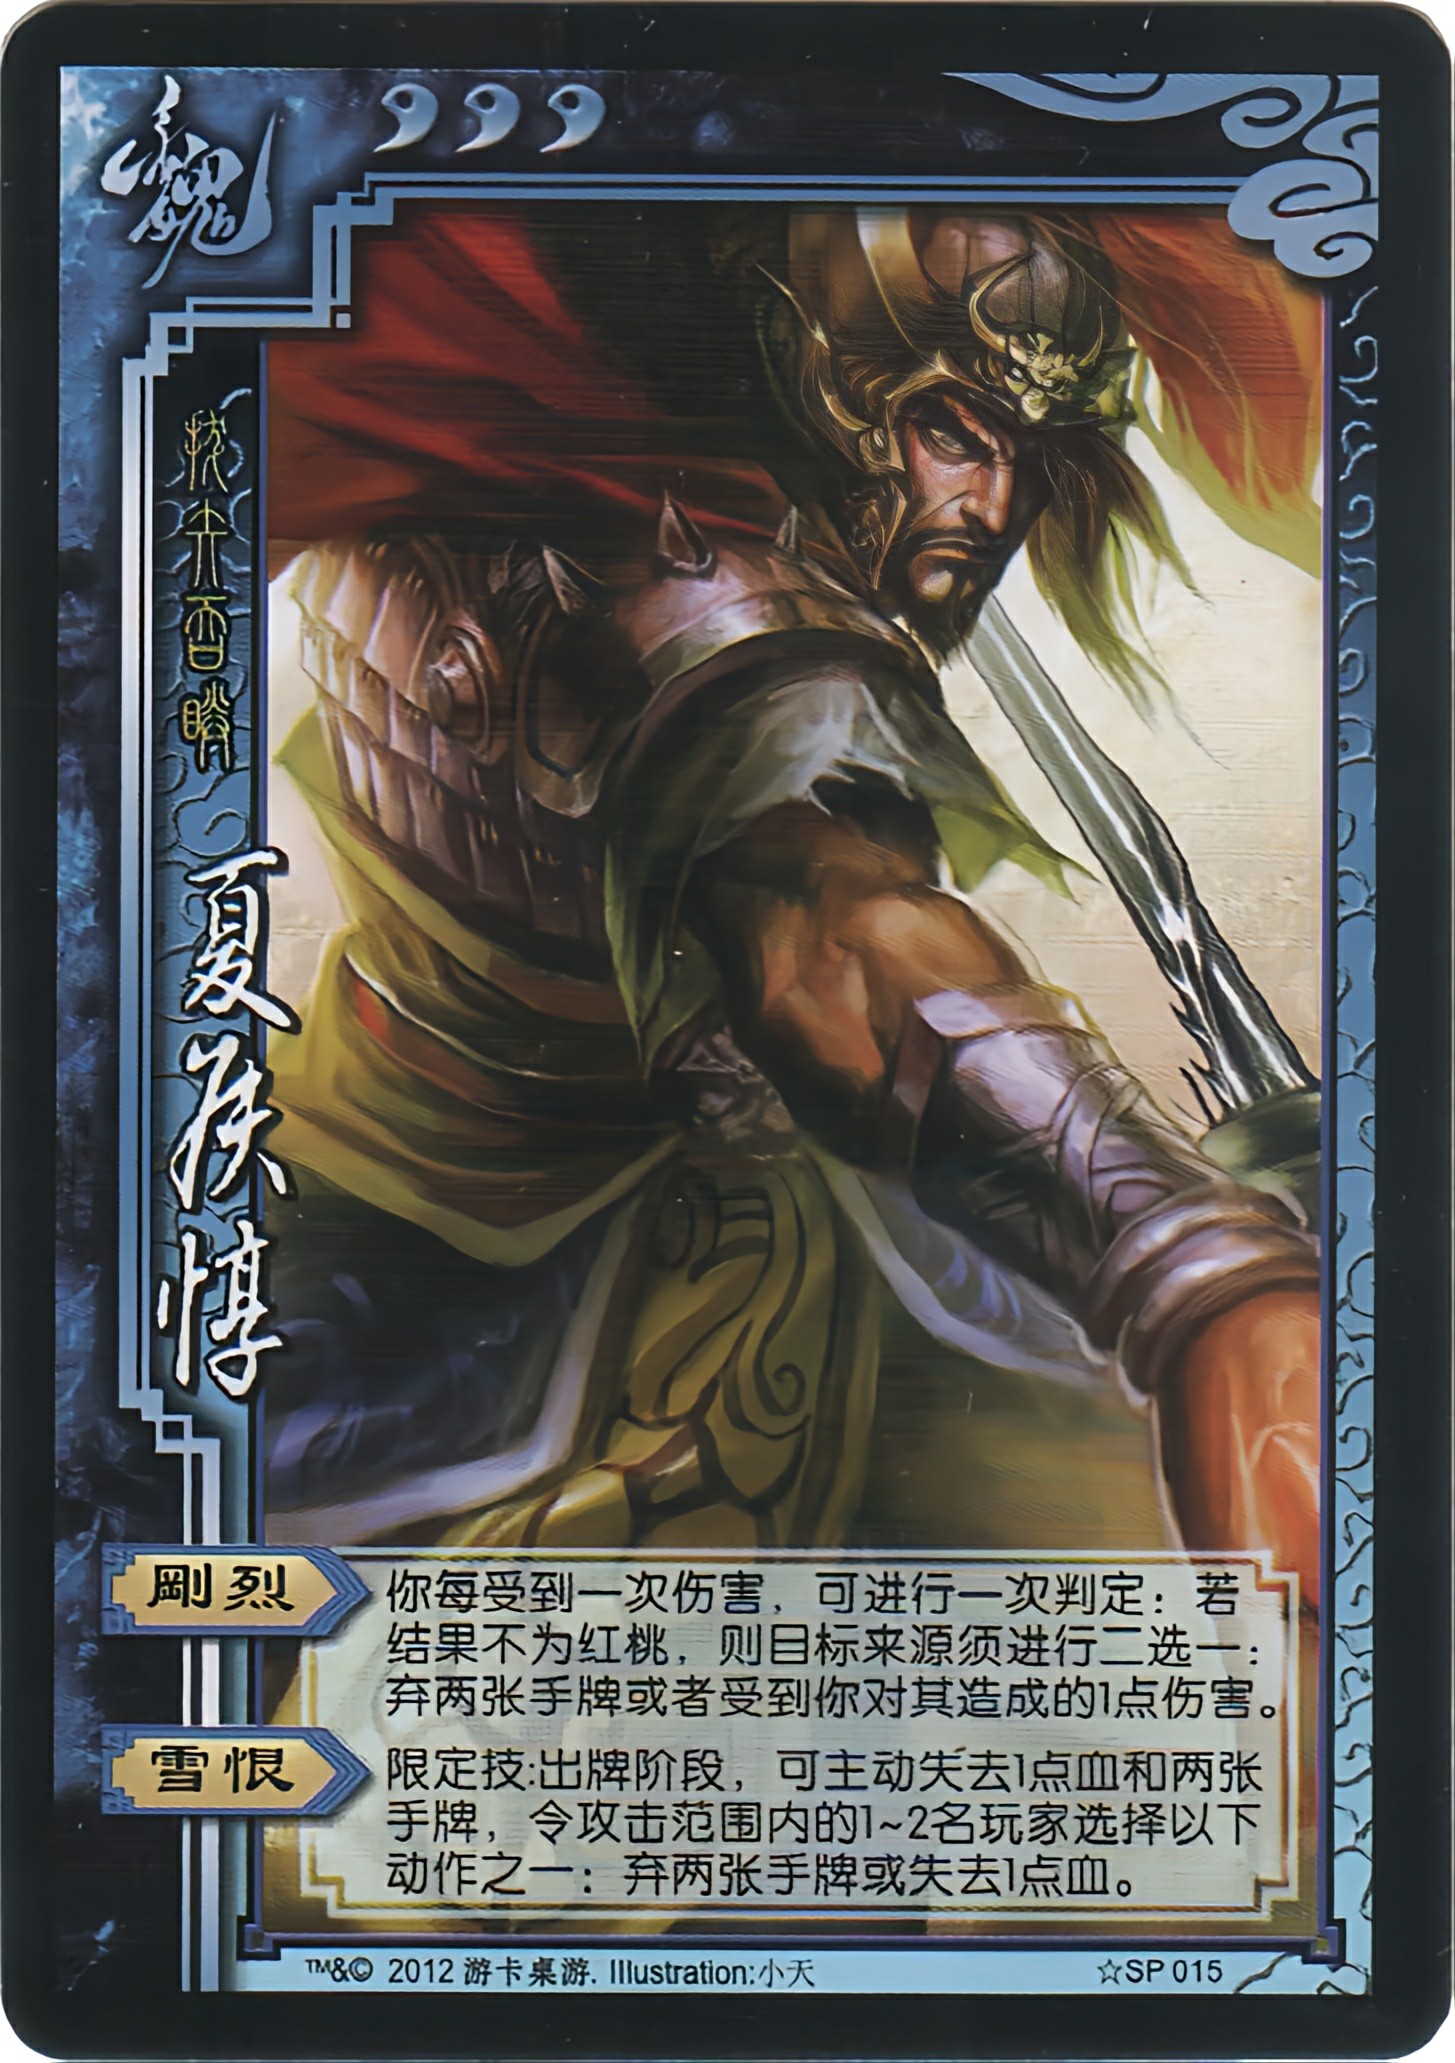 魏
拔矢啖睛
夏侯惇
剛烈
你每受到一次伤害，可进行一次判定：若
结果不为红桃，则目标来源须进行二选一：
弃两张手牌或者受到你对其造成的1点伤害。
雪恨
限定技:出牌阶段，可主动失去1点血和两张
手牌，令攻击范围内的1~2名玩家选择以下
动作之一：弃两张手牌或失去1点血。
™&© 2012 游卡桌游. Illustration:小天
☆SP 015